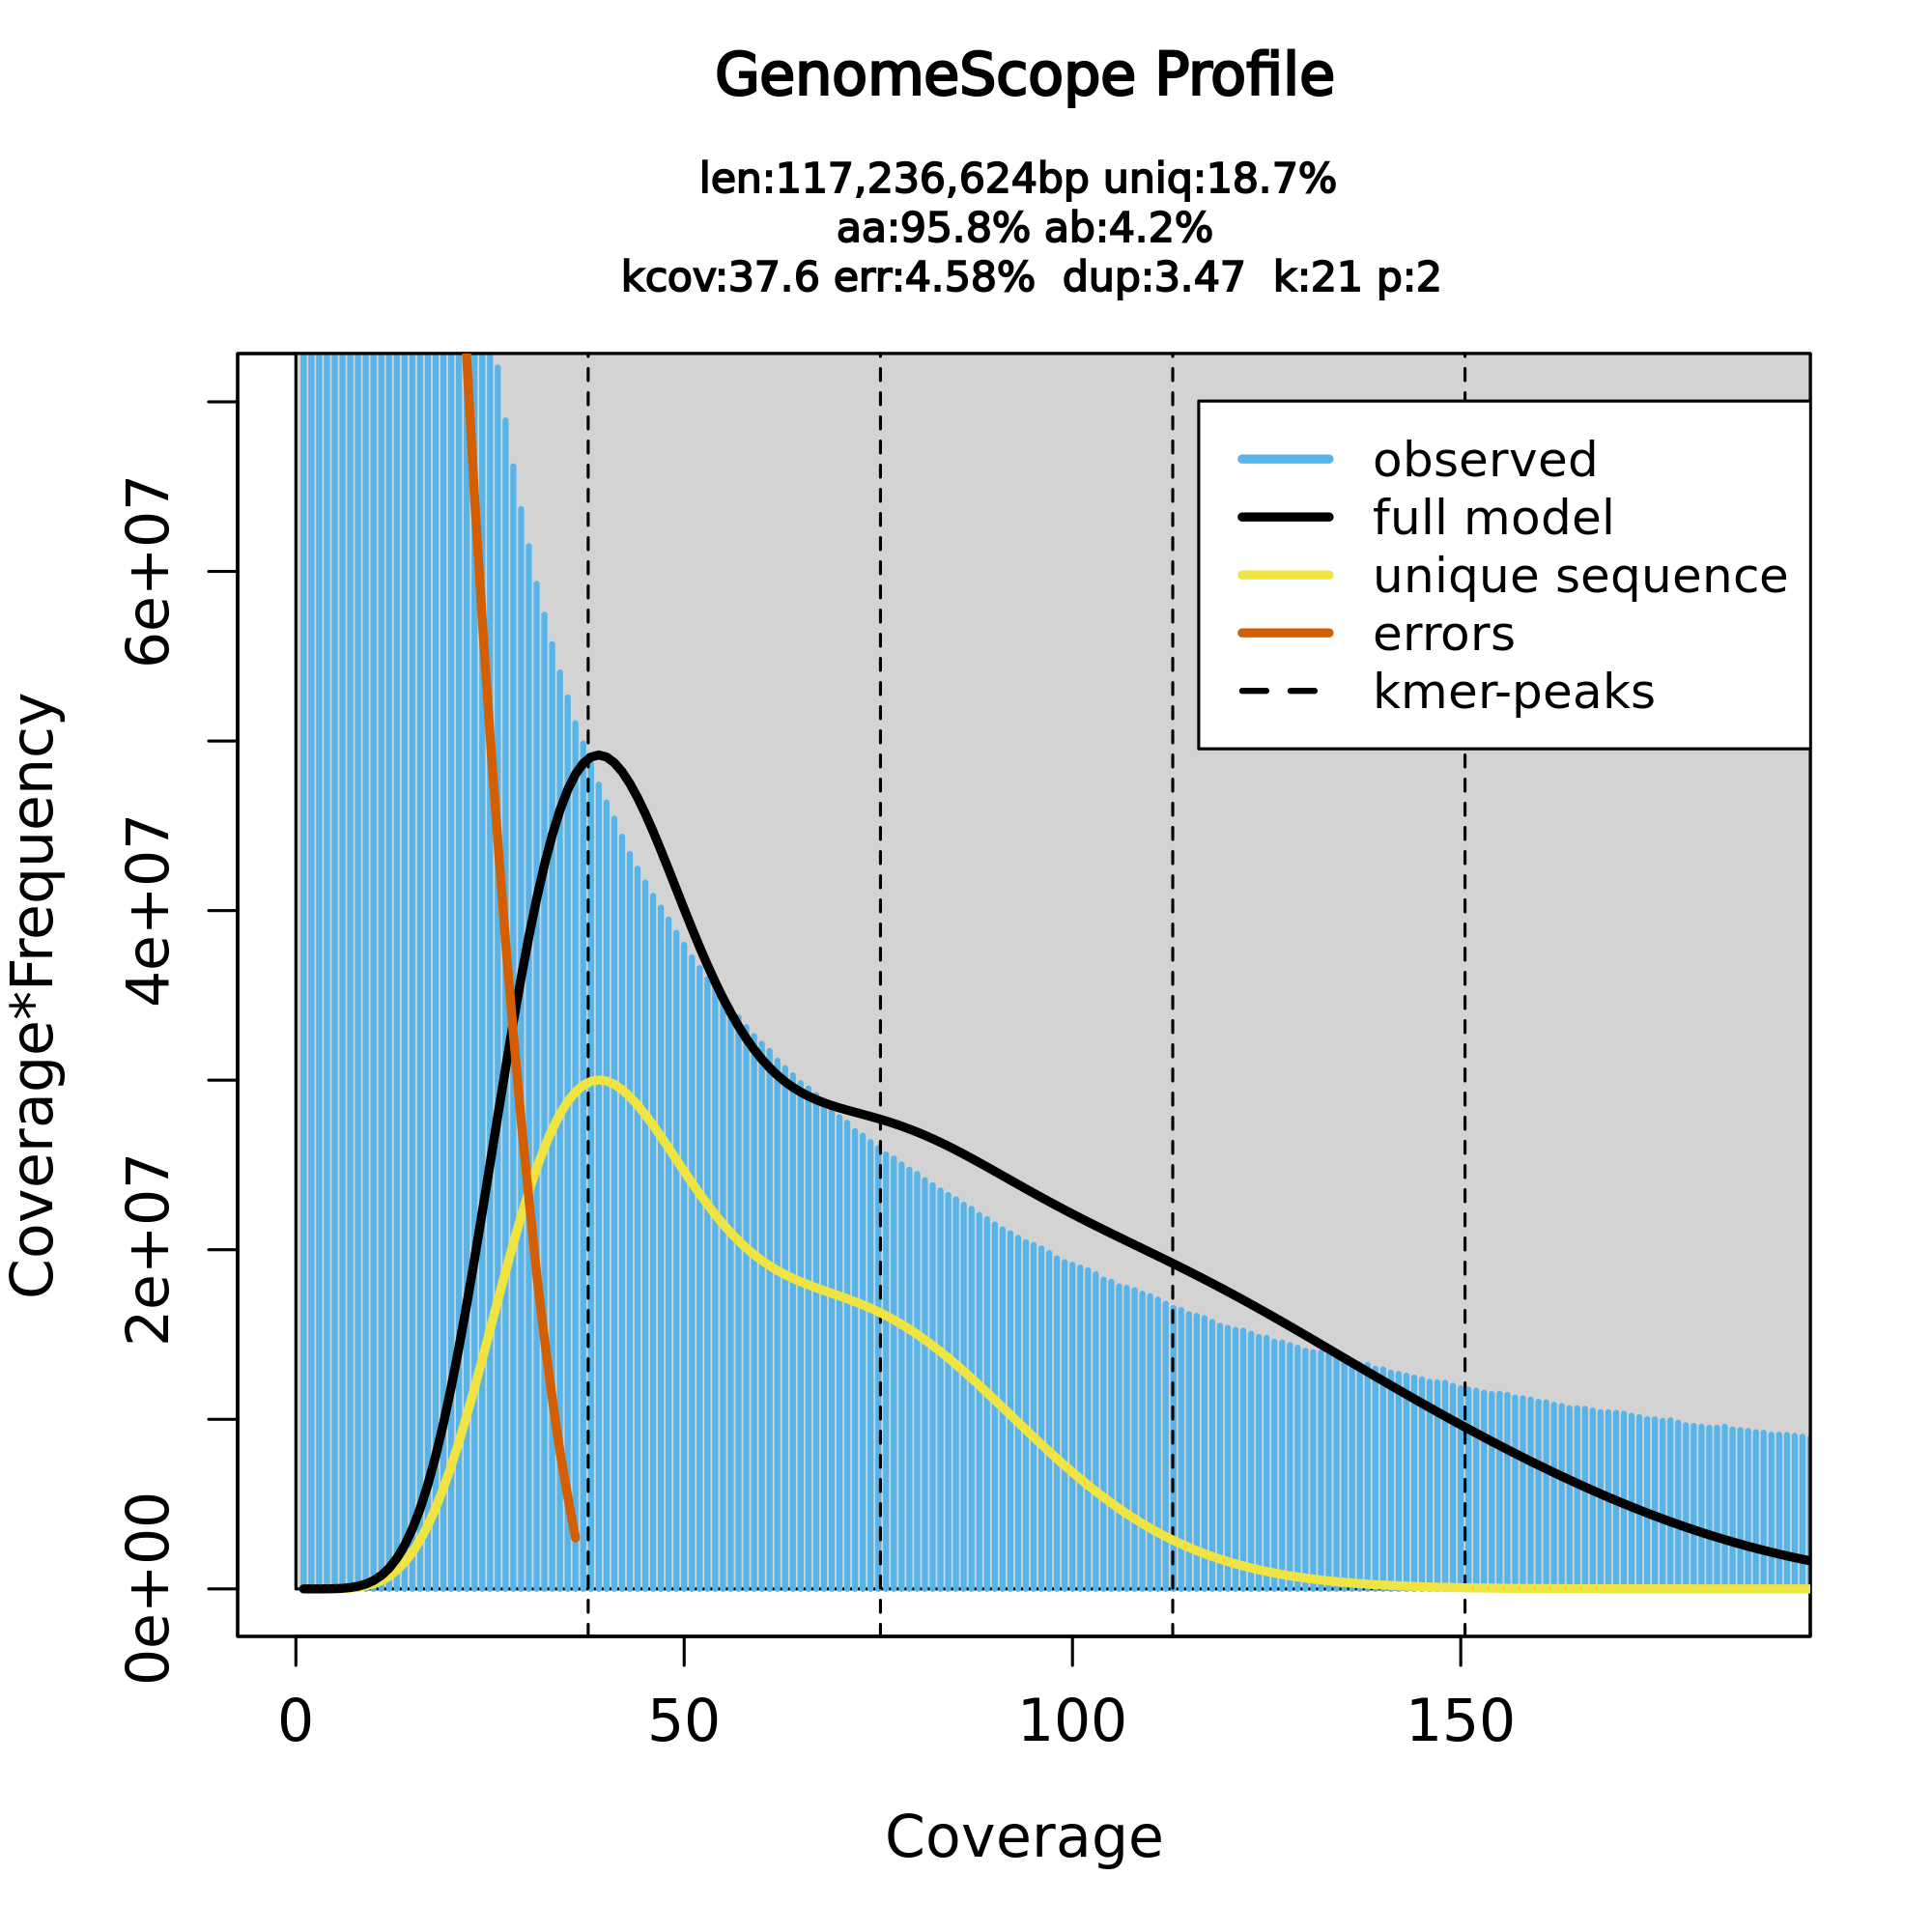 GenomeScope Profile
len:117,236,624bp uniq:18.7%
aa:95.8% ab:4.2%
kcov:37.6 err:4.58% dup:3.47 k:21 p:2
observed
full model
unique sequence
errors
kmer-peaks
Coverage*Frequency
6e+07
4e+07
2e+07
0e+00
0 50 100 150
Coverage